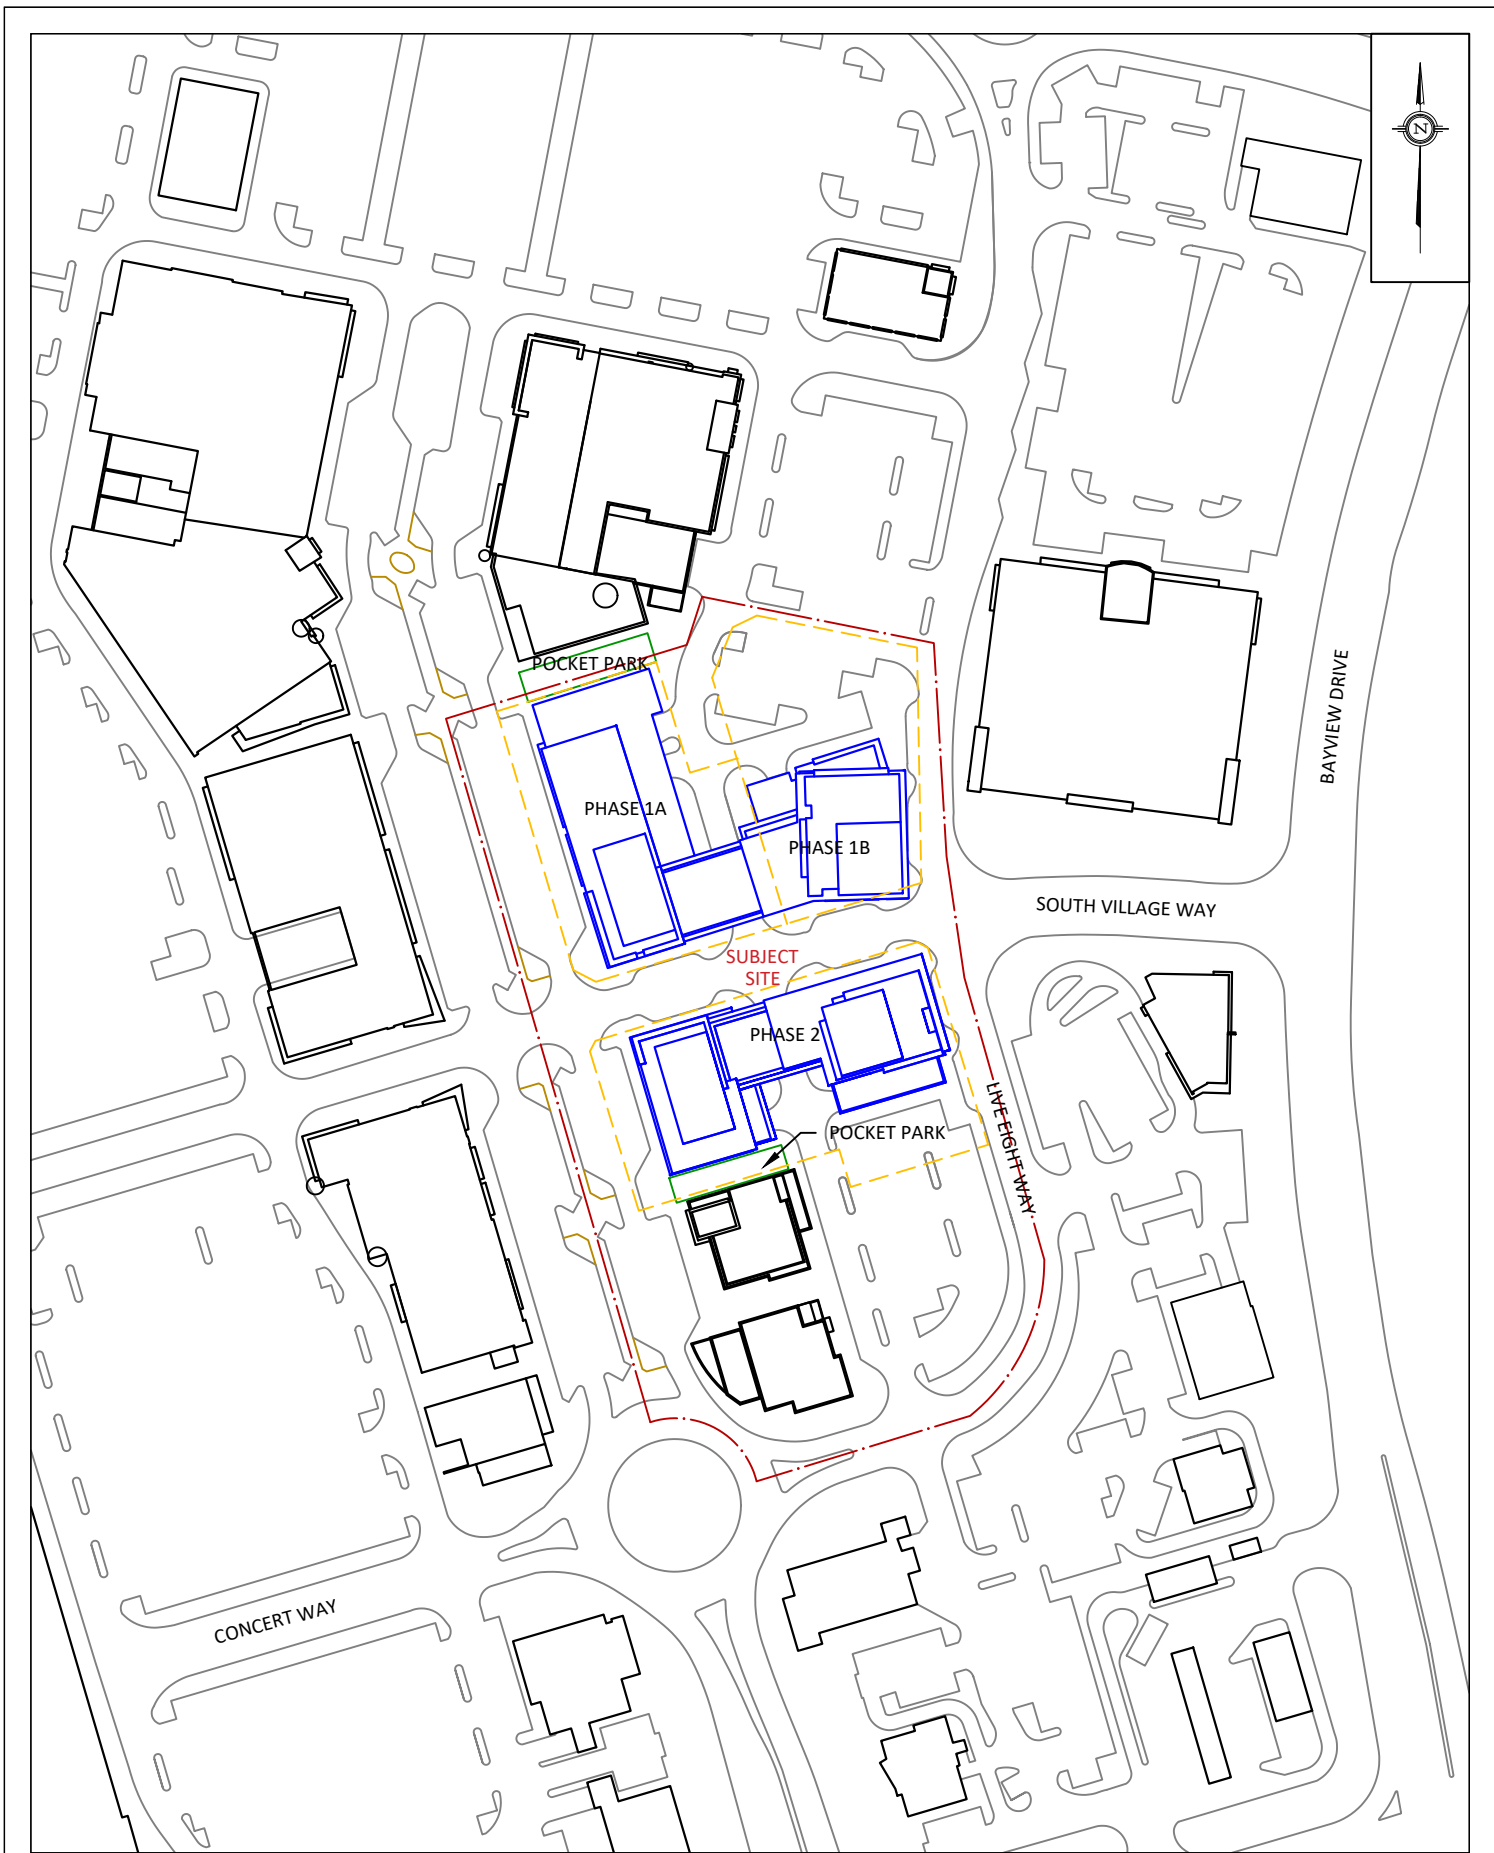 N
POCKET PARK
BAYVIEW DRIVE
PHASE 1A
PHASE 1B
SOUTH VILLAGE WAY
SUBJECT
SITE
PHASE 2
LIVE EIGHT WAY
POCKET PARK
CONCERT WAY